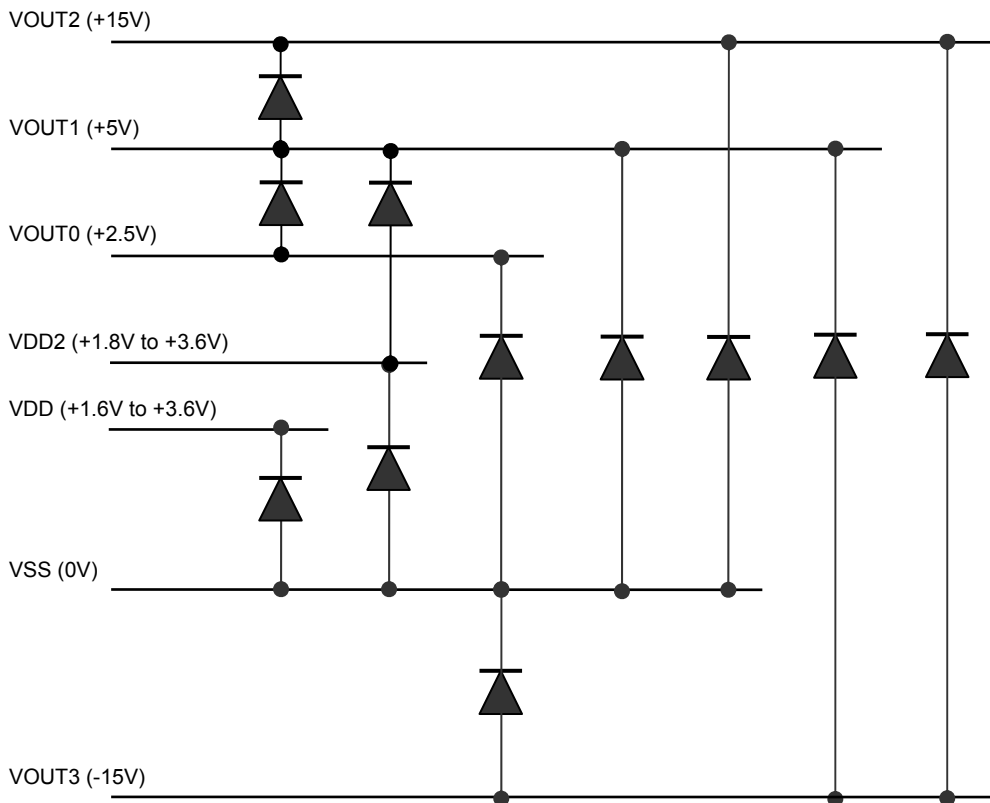 VOUT2 (+15V)
VOUT1 (+5V)
VOUT0 (+2.5V)
VDD2 (+1.8V to +3.6V)
VDD (+1.6V to +3.6V)
VSS (0V)
VOUT3 (-15V)